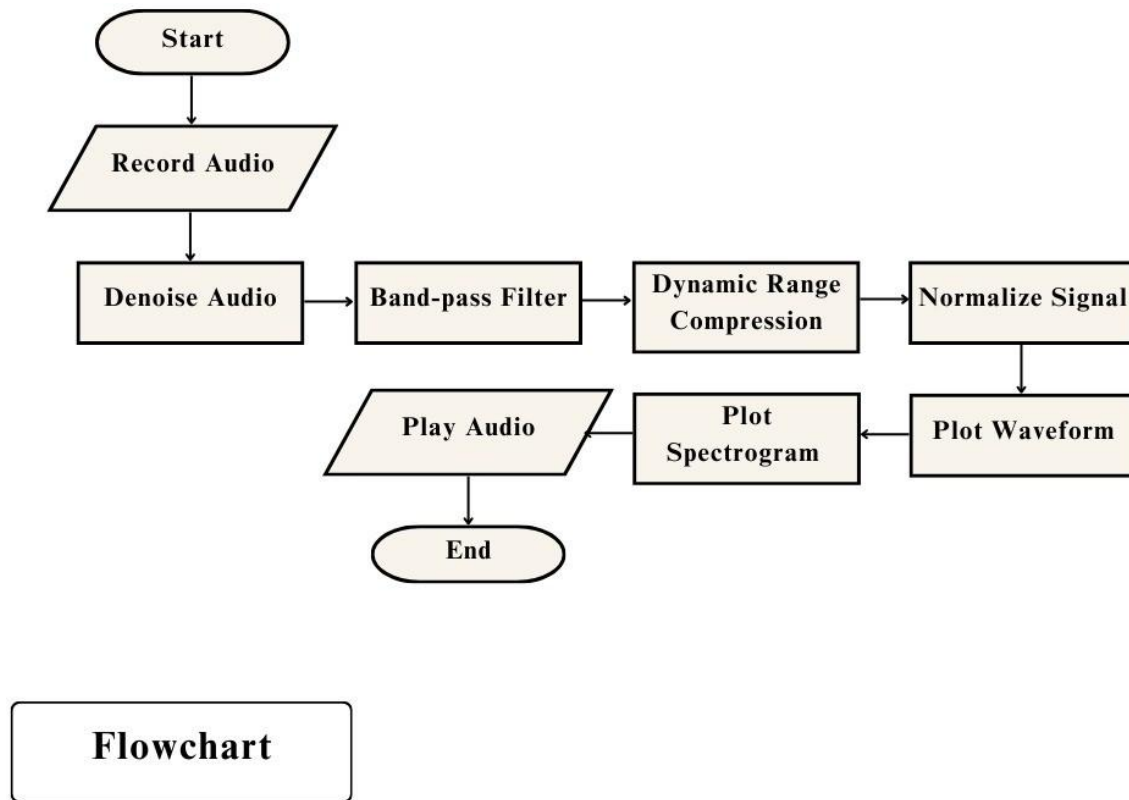 Start
Record Audio
Denoise Audio
Band-pass Filter
Dynamic Range
Compression
Normalize Signal
Plot Waveform
Plot
Spectrogram
Play Audio
End
Flowchart